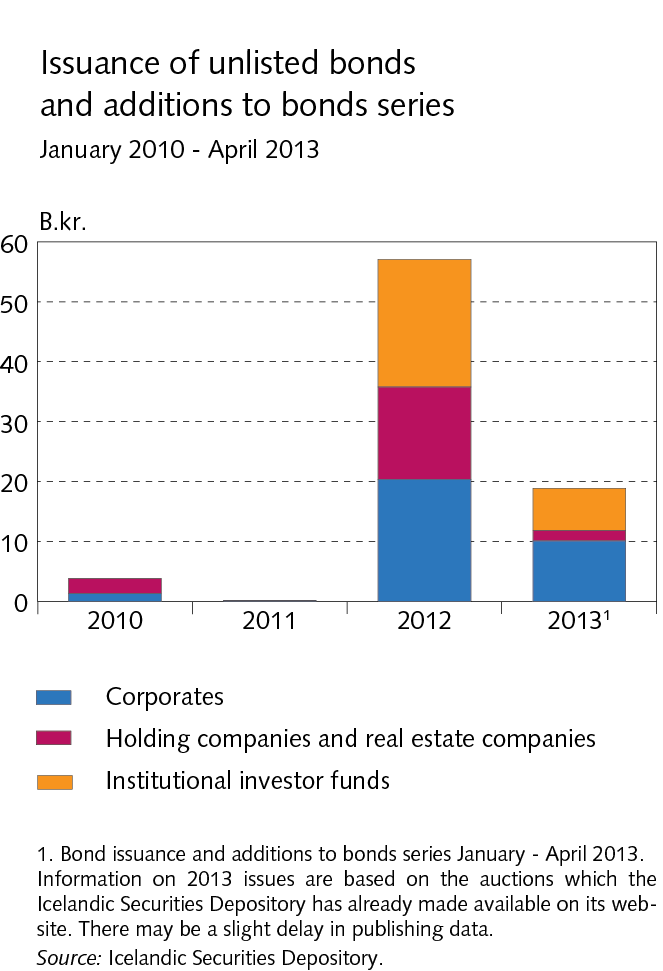 Issuance of unlisted bonds
and additions to bonds series
January 2010 - April 2013
B.kr.
60
50
40
30
20
10
0
2010 2011 2012 2013¹
Corporates
Holding companies and real estate companies
Institutional investor funds
1. Bond issuance and additions to bonds series January - April 2013.
Information on 2013 issues are based on the auctions which the
Icelandic Securities Depository has already made available on its web-
site. There may be a slight delay in publishing data.
Source: Icelandic Securities Depository.